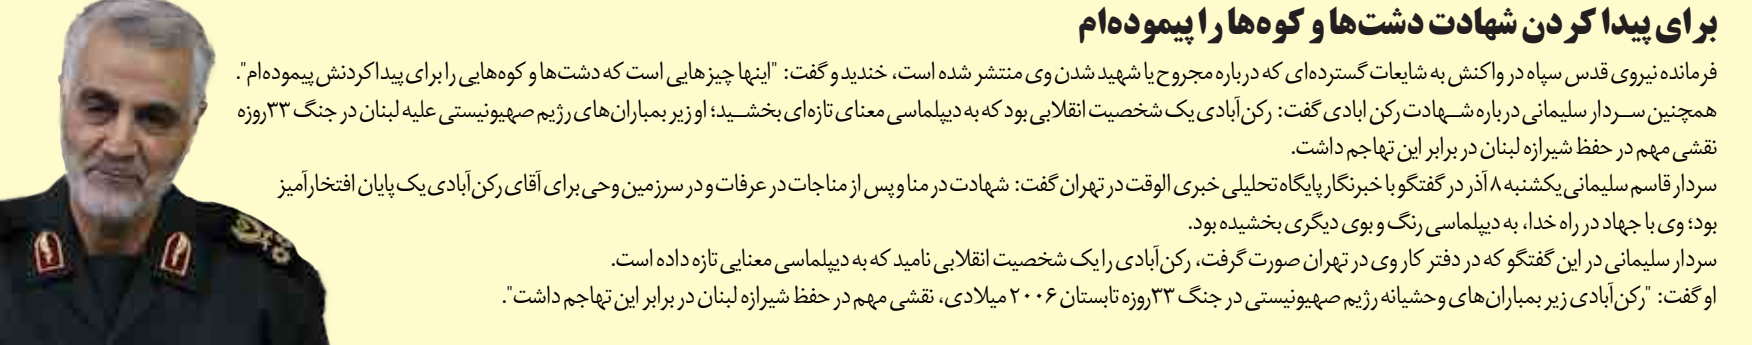 برای پیدا کردن شهادت دشت‌ها و کوه‌ها را پیموده‌ام
فرمانده نیروی قدس سپاه در واکنش به شایعات گسترده‌ای که درباره مجروح یا شهید شدن وی منتشر شده است، خندید و گفت: "اینها چیزهایی است که دشت‌ها و کوه‌هایی را برای پیدا کردنش پیموده‌ام".
همچنین ســردار سلیمانی درباره شــهادت رکن ابادی گفت: رکن‌آبادی یک شخصیت انقلابی بود که به دیپلماسی معنای تازه‌ای بخشــید؛ او زیر بمباران‌های رژیم صهیونیستی علیه لبنان در جنگ ۳۳روزه
نقشی مهم در حفظ شیرازه لبنان در برابر این تهاجم داشت.
سردار قاسم سلیمانی یکشنبه ۸ آذر در گفتگو با خبرنگار پایگاه تحلیلی خبری الوقت در تهران گفت: شهادت در منا و پس از مناجات در عرفات و در سرزمین وحی برای آقای رکن‌آبادی یک پایان افتخارآمیز
بود؛ وی با جهاد در راه خدا، به دیپلماسی رنگ و بوی دیگری بخشیده بود.
سردار سلیمانی در این گفتگو که در دفتر کار وی در تهران صورت گرفت، رکن‌آبادی را یک شخصیت انقلابی نامید که به دیپلماسی معنایی تازه داده است.
او گفت: "رکن‌آبادی زیر بمباران‌های وحشیانه رژیم صهیونیستی در جنگ ۳۳روزه تابستان ۲۰۰۶ میلادی، نقشی مهم در حفظ شیرازه لبنان در برابر این تهاجم داشت".